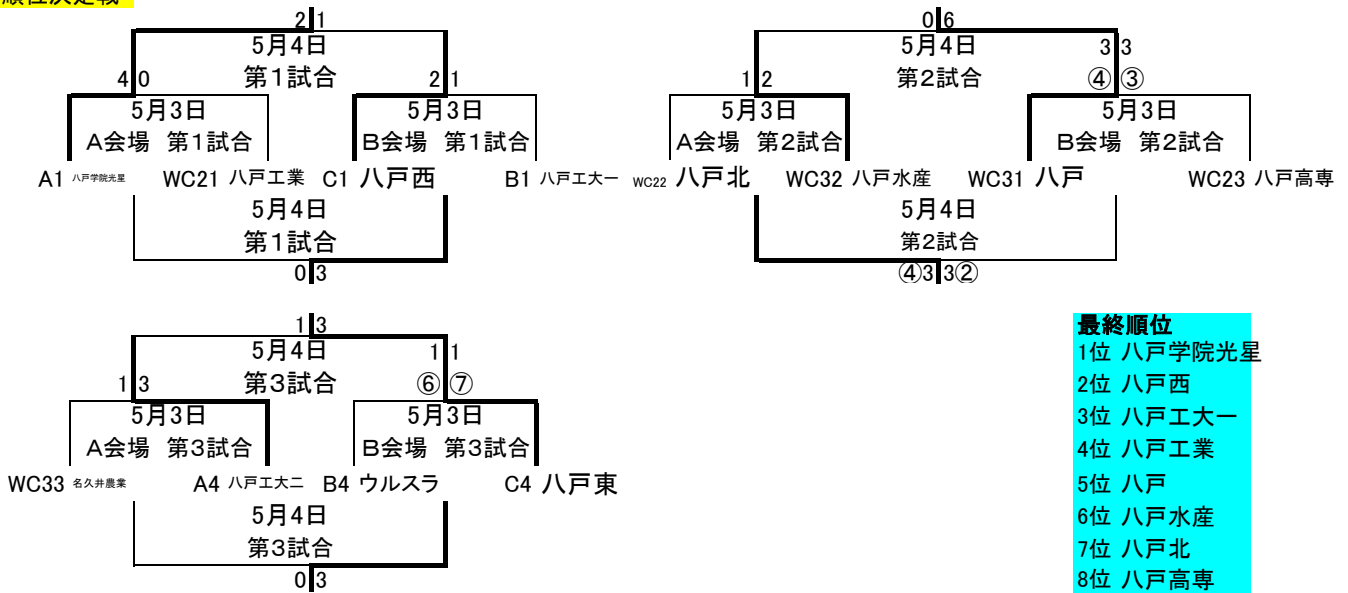 順位決定戦
2 1
5月4日
第1試合
4 0
2 1
5月3日
A会場 第1試合
5月3日
B会場 第1試合
A1 八戸学院光星 WC21 八戸工業 C1 八戸西 B1 八戸工大一
5月4日
第1試合
0 3
0 6
5月4日
第2試合
1 2
3 3
④ ③
5月3日
A会場 第2試合
5月3日
B会場 第2試合
WC22 八戸北 WC32 八戸水産 WC31 八戸 WC23 八戸高専
5月4日
第2試合
④3 3②
1 3
5月4日
第3試合
1 3
1 1
⑥ ⑦
5月3日
A会場 第3試合
5月3日
B会場 第3試合
WC33 名久井農業 A4 八戸工大二 B4 ウルスラ C4 八戸東
5月4日
第3試合
0 3
最終順位
1位 八戸学院光星
2位 八戸西
3位 八戸工大一
4位 八戸工業
5位 八戸
6位 八戸水産
7位 八戸北
8位 八戸高専